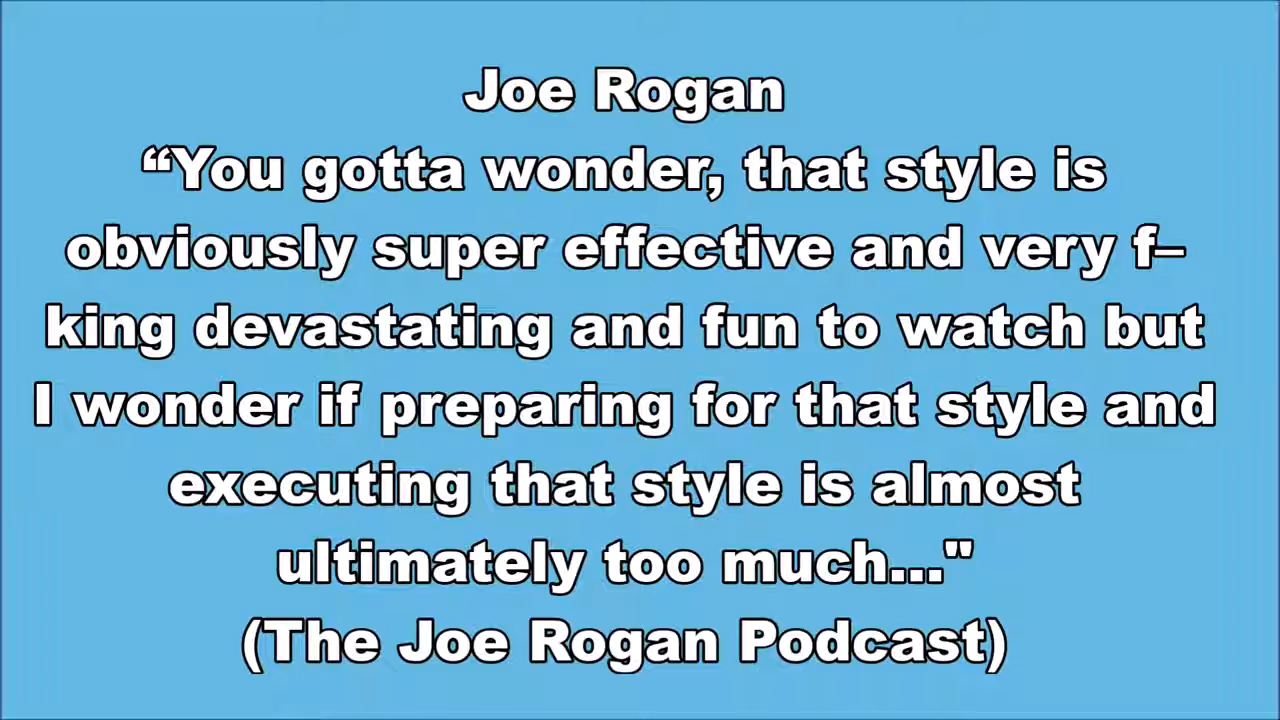 Joe Rogan
“You gotta wonder, that style is
obviously super effective and very f–
king devastating and fun to watch but
I wonder if preparing for that style and
executing that style is almost
ultimately too much..."
(The Joe Rogan Podcast)